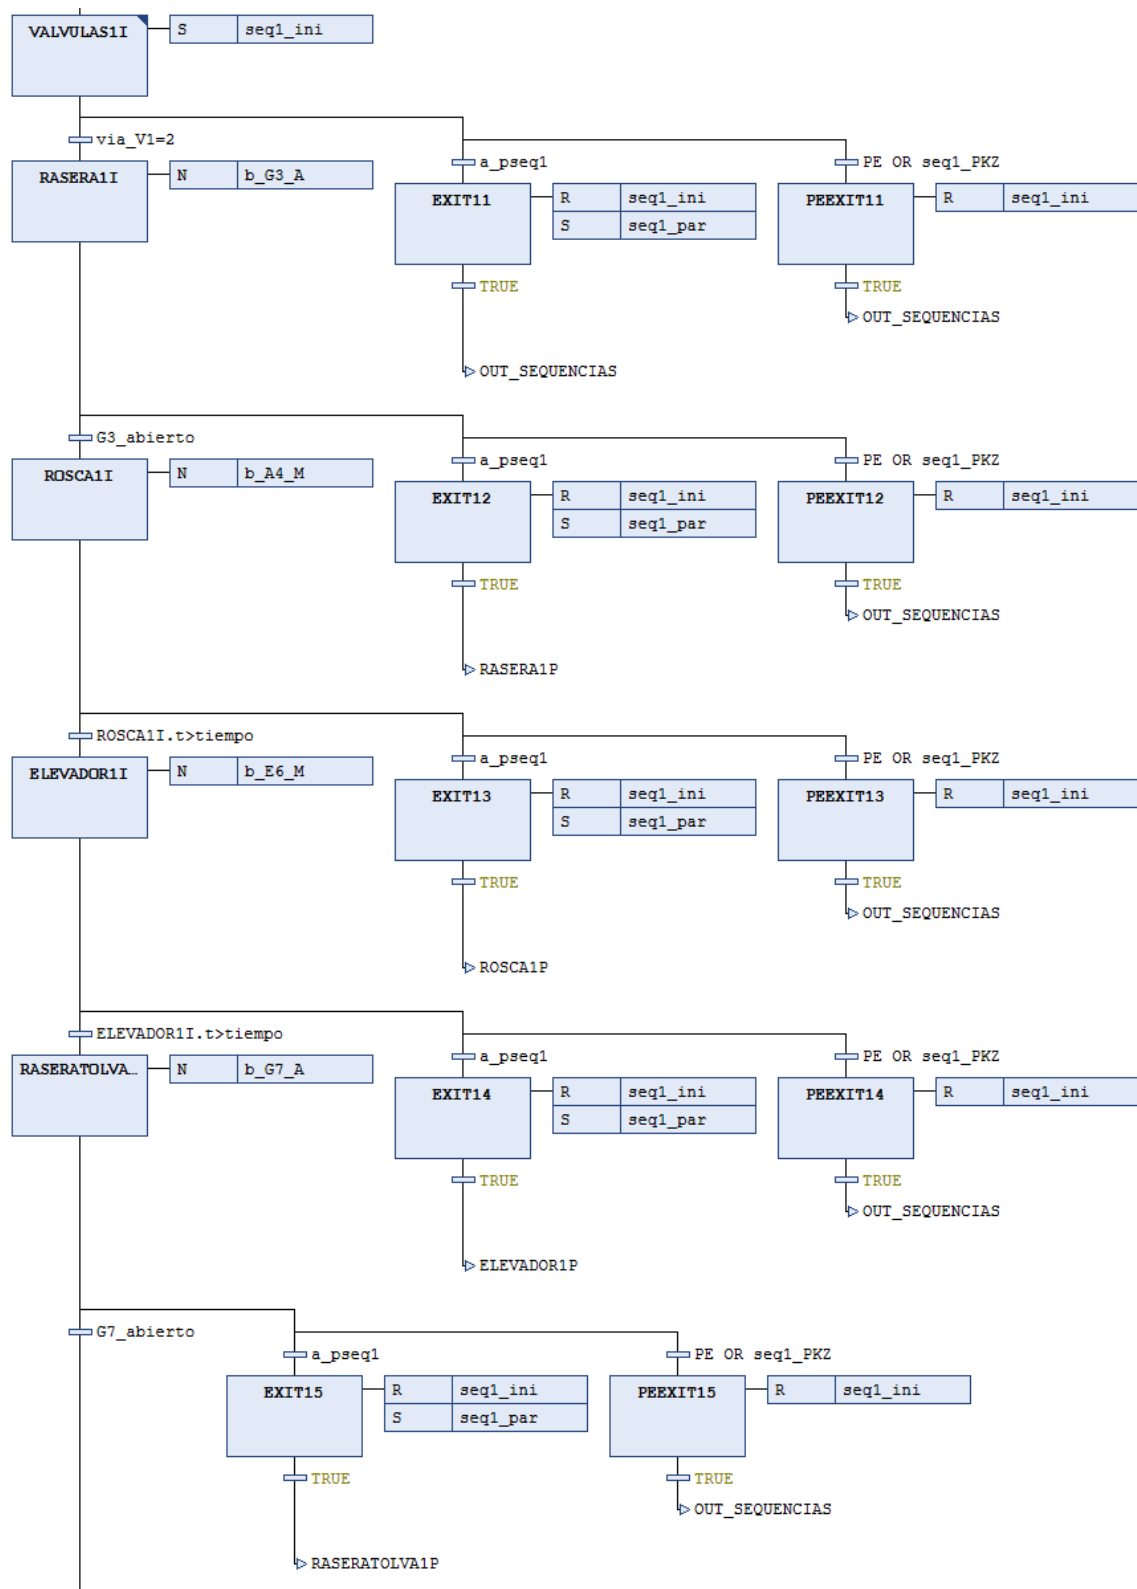 VALVULAS1I S seq1_ini
via_V1=2
a_pseq1 PE OR seq1_PKZ
RASERA1I N b_G3_A
EXIT11 R seq1_ini
S seq1_par
PEEXIT11 R seq1_ini
TRUE TRUE
OUT_SEQUENCIAS
OUT_SEQUENCIAS
G3_abierto
a_pseq1 PE OR seq1_PKZ
ROSCA1I N b_A4_M
EXIT12 R seq1_ini
S seq1_par
PEEXIT12 R seq1_ini
TRUE TRUE
OUT_SEQUENCIAS
RASERA1P
ROSCA1I.t>tiempo
a_pseq1 PE OR seq1_PKZ
ELEVADOR1I N b_E6_M
EXIT13 R seq1_ini
S seq1_par
PEEXIT13 R seq1_ini
TRUE TRUE
OUT_SEQUENCIAS
ROSCA1P
ELEVADOR1I.t>tiempo
a_pseq1 PE OR seq1_PKZ
RASERATOLVA... N b_G7_A
EXIT14 R seq1_ini
S seq1_par
PEEXIT14 R seq1_ini
TRUE TRUE
OUT_SEQUENCIAS
ELEVADOR1P
G7_abierto
a_pseq1 PE OR seq1_PKZ
EXIT15 R seq1_ini
S seq1_par
PEEXIT15 R seq1_ini
TRUE TRUE
OUT_SEQUENCIAS
RASERATOLVA1P